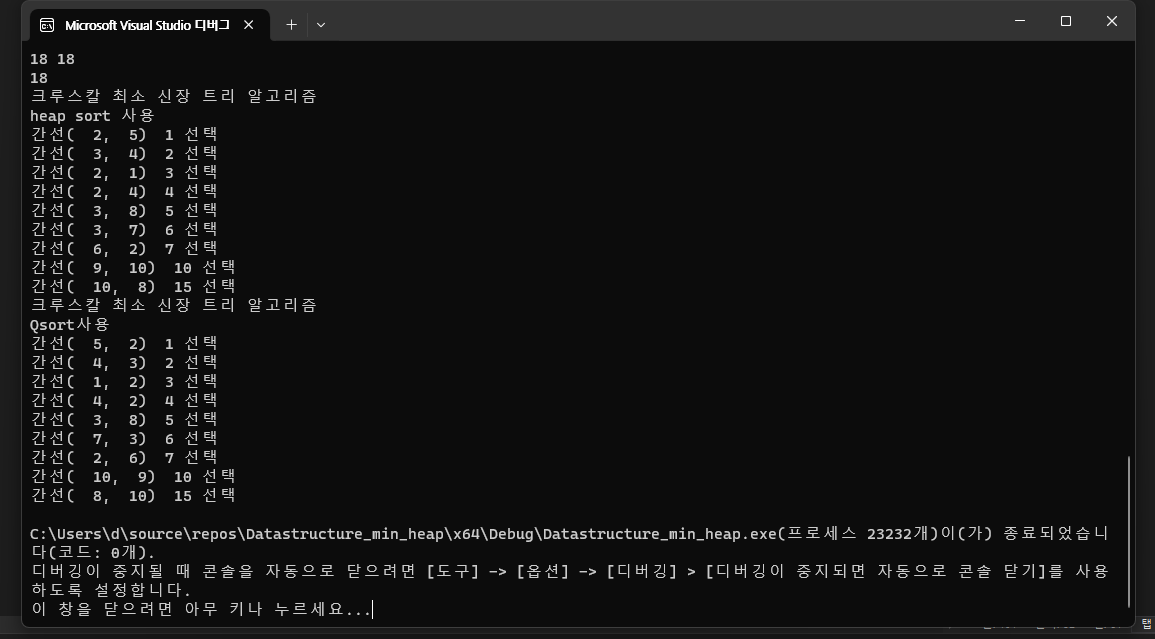 Microsoft Visual Studio 디버그
18 18
18
크루스칼 최소 신장 트리 알고리즘
heap sort 사용
간선(  2,  5)  1 선택
간선(  3,  4)  2 선택
간선(  2,  1)  3 선택
간선(  2,  4)  4 선택
간선(  3,  8)  5 선택
간선(  3,  7)  6 선택
간선(  6,  2)  7 선택
간선(  9,  10)  10 선택
간선(  10,  8)  15 선택
크루스칼 최소 신장 트리 알고리즘
Qsort사용
간선(  5,  2)  1 선택
간선(  4,  3)  2 선택
간선(  1,  2)  3 선택
간선(  4,  2)  4 선택
간선(  3,  8)  5 선택
간선(  7,  3)  6 선택
간선(  2,  6)  7 선택
간선(  10,  9)  10 선택
간선(  8,  10)  15 선택
C:\Users\d\source\repos\Datastructure_min_heap\x64\Debug\Datastructure_min_heap.exe(프로세스 23232개)이(가) 종료되었습니
다(코드: 0개).
디버깅이 중지될 때 콘솔을 자동으로 닫으려면 [도구] -> [옵션] -> [디버깅] > [디버깅이 중지되면 자동으로 콘솔 닫기]를 사용
하도록 설정합니다.
이 창을 닫으려면 아무 키나 누르세요...
탭